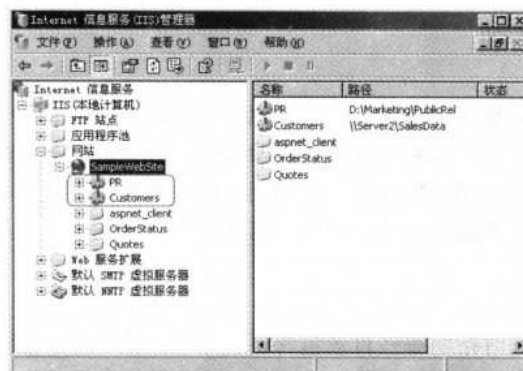 Internet 信息服务(IIS)管理器
文件(F) 操作(A) 查看(V) 窗口(W) 帮助(H)
Internet 信息服务
IIS(本地计算机)
FTP 站点
应用程序池
网站
SampleWebSite
PR
Customers
aspnet_client
OrderStatus
Quotes
Web 服务扩展
默认 SMTP 虚拟服务器
默认 NNTP 虚拟服务器
名称 路径 状态
PR D:\Marketing\PublicRel
Customers \\Server2\SalesData
aspnet_client
OrderStatus
Quotes